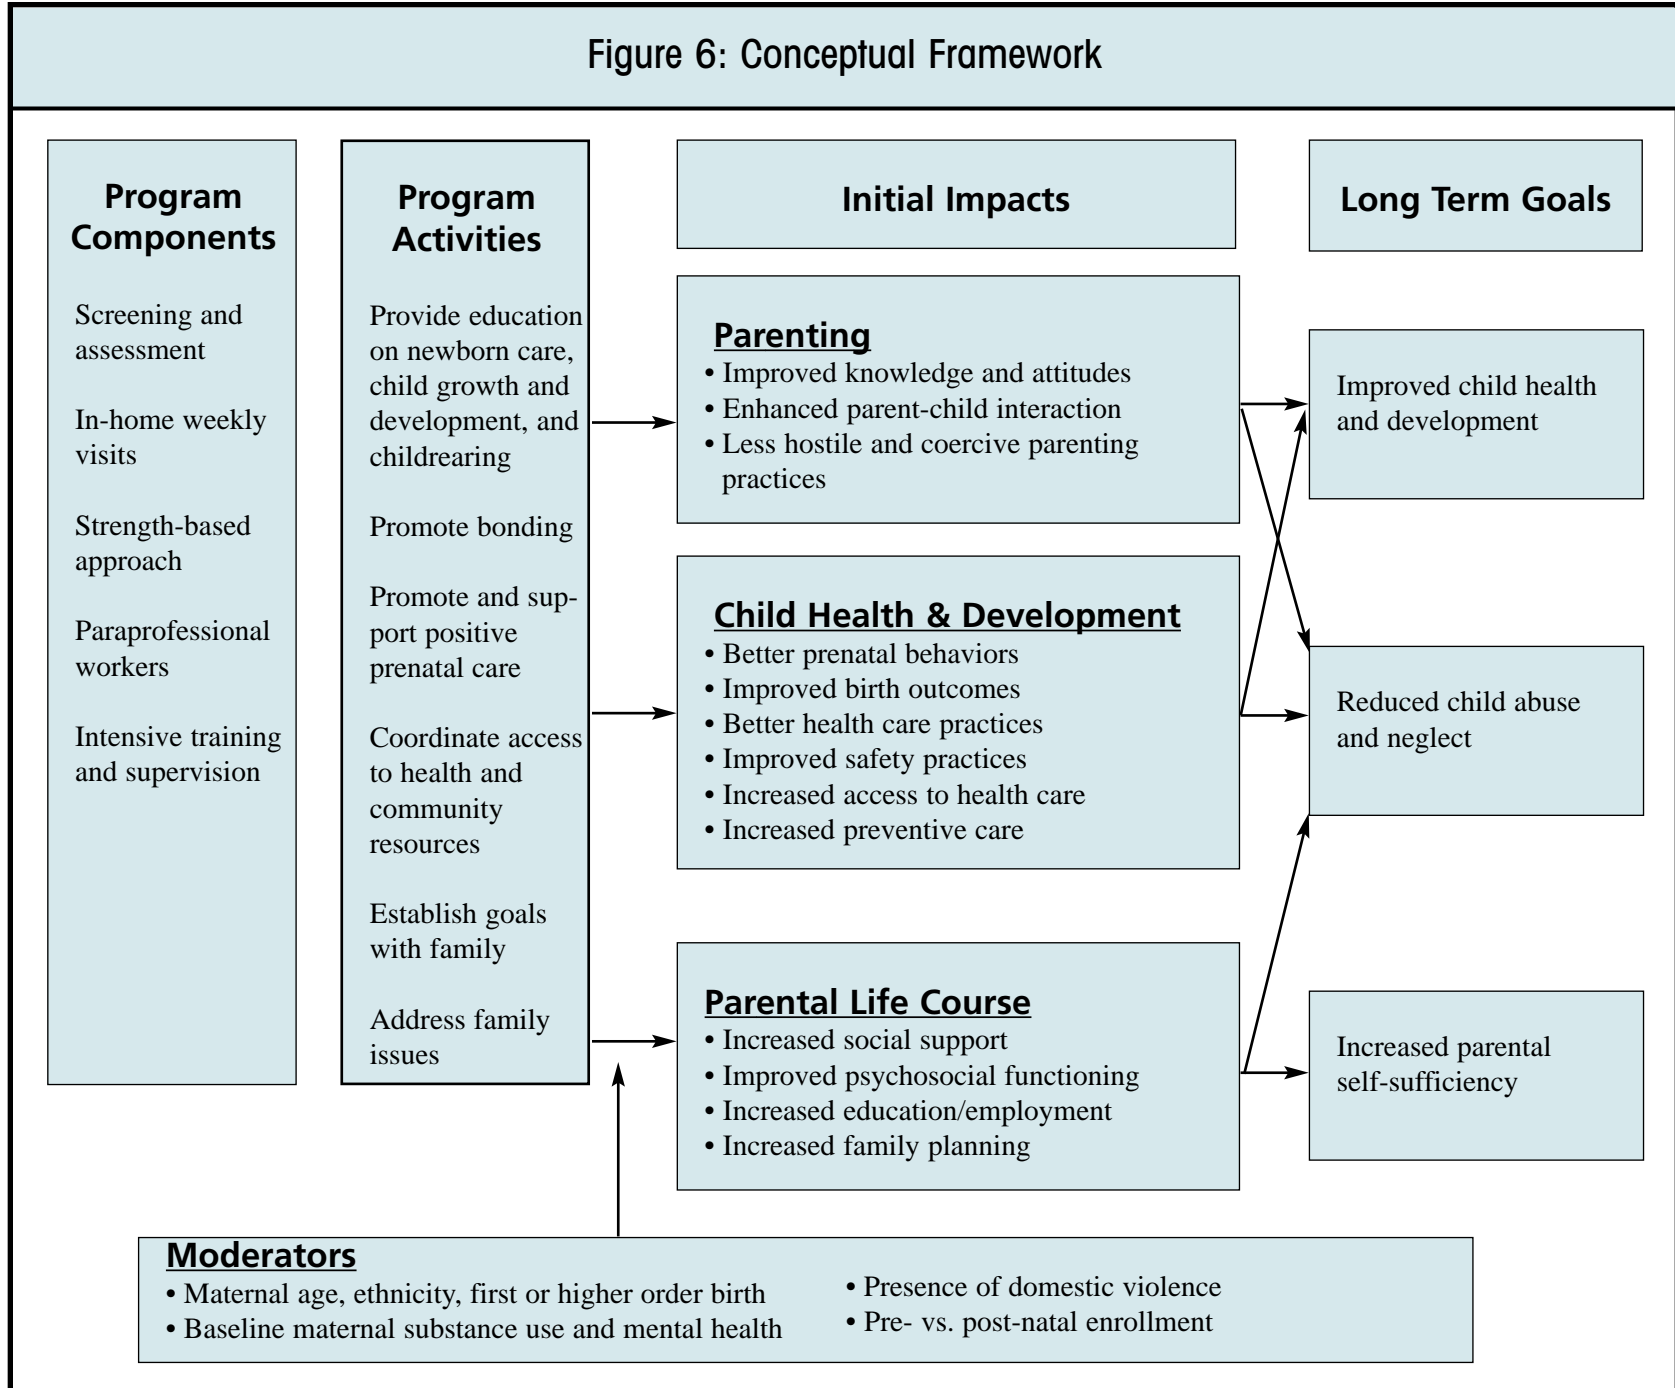 Figure 6: Conceptual Framework
Program
Components
Screening and
assessment
In-home weekly
visits
Strength-based
approach
Paraprofessional
workers
Intensive training
and supervision
Program
Activities
Provide education
on newborn care,
child growth and
development, and
childrearing
Promote bonding
Promote and sup-
port positive
prenatal care
Coordinate access
to health and
community
resources
Establish goals
with family
Address family
issues
Initial Impacts
Parenting
• Improved knowledge and attitudes
• Enhanced parent-child interaction
• Less hostile and coercive parenting
practices
Child Health & Development
• Better prenatal behaviors
• Improved birth outcomes
• Better health care practices
• Improved safety practices
• Increased access to health care
• Increased preventive care
Parental Life Course
• Increased social support
• Improved psychosocial functioning
• Increased education/employment
• Increased family planning
Long Term Goals
Improved child health
and development
Reduced child abuse
and neglect
Increased parental
self-sufficiency
Moderators
• Maternal age, ethnicity, first or higher order birth
• Baseline maternal substance use and mental health
• Presence of domestic violence
• Pre- vs. post-natal enrollment